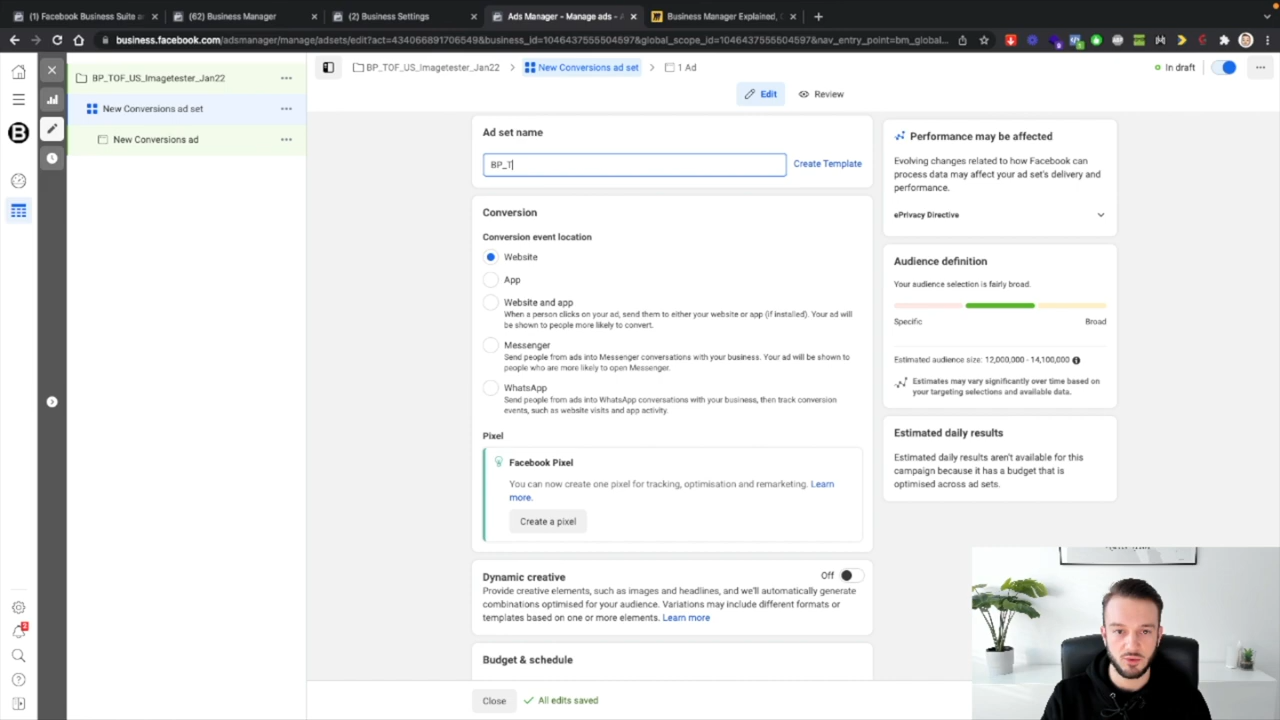 (1) Facebook Business Suite a
(62) Business Manager
(2) Business Settings
Ads Manager - Manage ads - A
Business Manager Explained, C
business.facebook.com/adsmanager/manage/adsets/edit?act=434066891706549&business_id=10464375555504597&global_scope_id=10464375555504597&nav_entry_point=bm_global...
BP_TOF_US_Imagetester_Jan22
New Conversions ad set
New Conversions ad
BP_TOF_US_Imagetester_Jan22
New Conversions ad set
1 Ad
In draft
Edit
Review
Ad set name
BP_T
Create Template
Conversion
Conversion event location
Website
App
Website and app
When a person clicks on your ad, send them to either your website or app (if installed). Your ad will
be shown to people more likely to convert.
Messenger
Send people from ads into Messenger conversations with your business. Your ad will be shown to
people who are more likely to open Messenger.
WhatsApp
Send people from ads into WhatsApp conversations with your business, then track conversion
events, such as website visits and app activity.
Pixel
Facebook Pixel
You can now create one pixel for tracking, optimisation and remarketing. Learn
more.
Create a pixel
Dynamic creative
Off
Provide creative elements, such as images and headlines, and we'll automatically generate
combinations optimised for your audience. Variations may include different formats or
templates based on one or more elements. Learn more
Budget & schedule
Close
All edits saved
Performance may be affected
Evolving changes related to how Facebook can
process data may affect your ad set's delivery and
performance.
ePrivacy Directive
Audience definition
Your audience selection is fairly broad.
Specific
Broad
Estimated audience size: 12,000,000 - 14,100,000
Estimates may vary significantly over time based on
your targeting selections and available data.
Estimated daily results
Estimated daily results aren't available for this
campaign because it has a budget that is
optimised across ad sets.